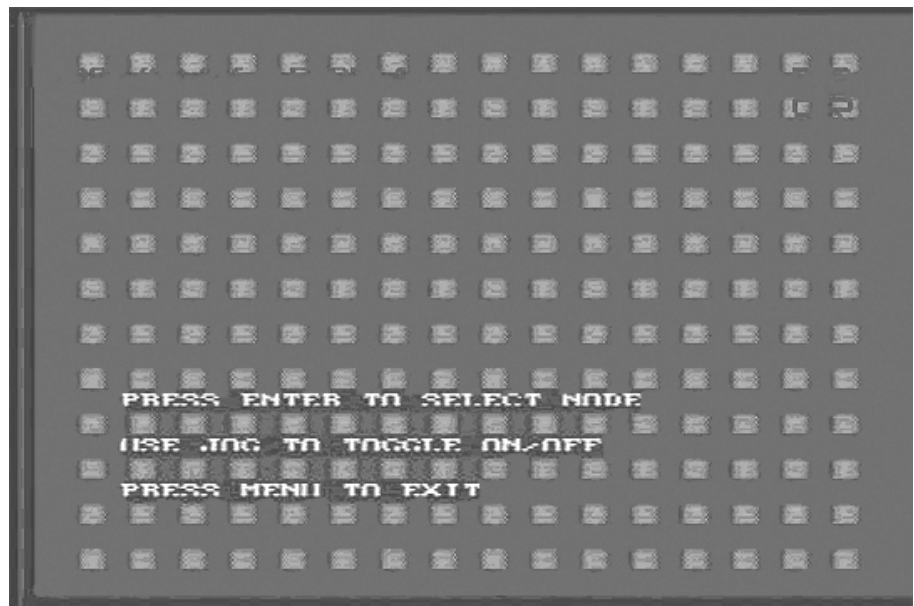 PRESS ENTER TO SELECT NODE
USE JOG TO TOGGLE ON/OFF
PRESS MENU TO EXIT